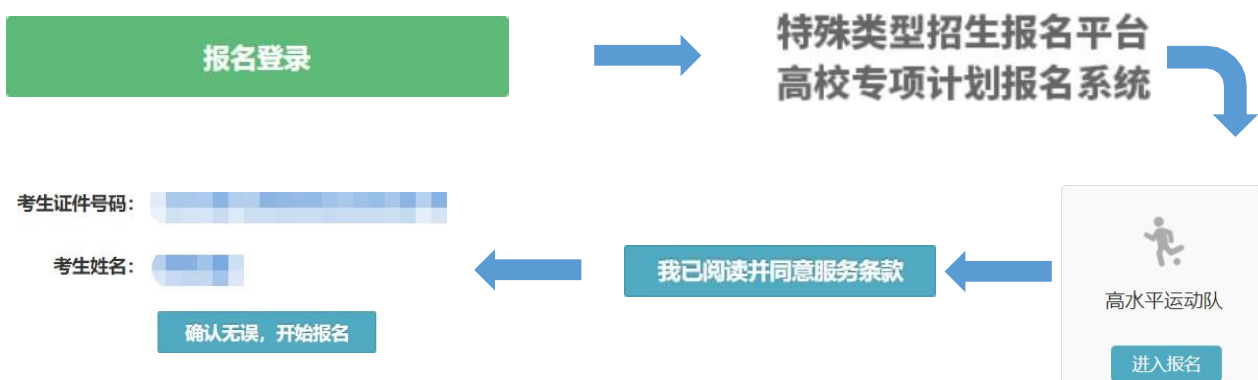 报名登录
特殊类型招生报名平台
高校专项计划报名系统
高水平运动队
进入报名
我已阅读并同意服务条款
考生证件号码:
考生姓名:
确认无误，开始报名